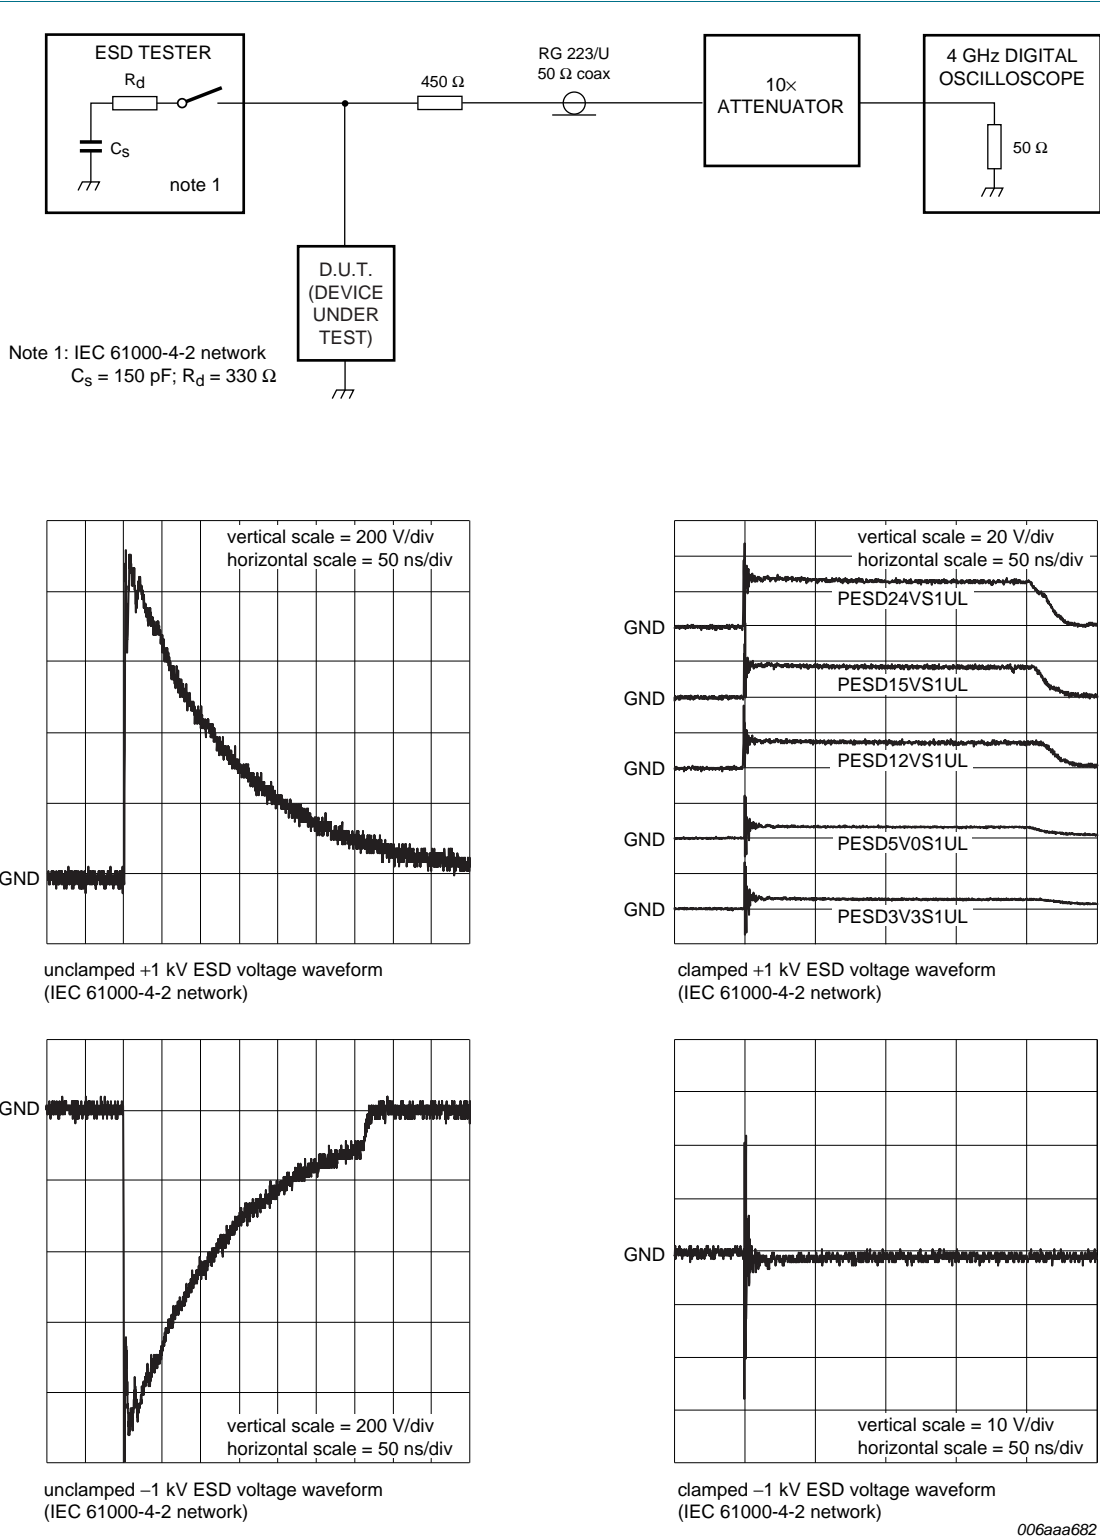 ESD TESTER
Rd
Cs
note 1
450 Ω
RG 223/U
50 Ω coax
10×
ATTENUATOR
4 GHz DIGITAL
OSCILLOSCOPE
50 Ω
D.U.T.
(DEVICE
UNDER
TEST)
Note 1: IEC 61000-4-2 network
Cs = 150 pF; Rd = 330 Ω
vertical scale = 200 V/div
horizontal scale = 50 ns/div
GND
unclamped +1 kV ESD voltage waveform
(IEC 61000-4-2 network)
vertical scale = 20 V/div
horizontal scale = 50 ns/div
PESD24VS1UL
GND
PESD15VS1UL
GND
PESD12VS1UL
GND
PESD5V0S1UL
GND
PESD3V3S1UL
GND
clamped +1 kV ESD voltage waveform
(IEC 61000-4-2 network)
GND
vertical scale = 200 V/div
horizontal scale = 50 ns/div
unclamped −1 kV ESD voltage waveform
(IEC 61000-4-2 network)
GND
vertical scale = 10 V/div
horizontal scale = 50 ns/div
clamped −1 kV ESD voltage waveform
(IEC 61000-4-2 network)
006aaa682